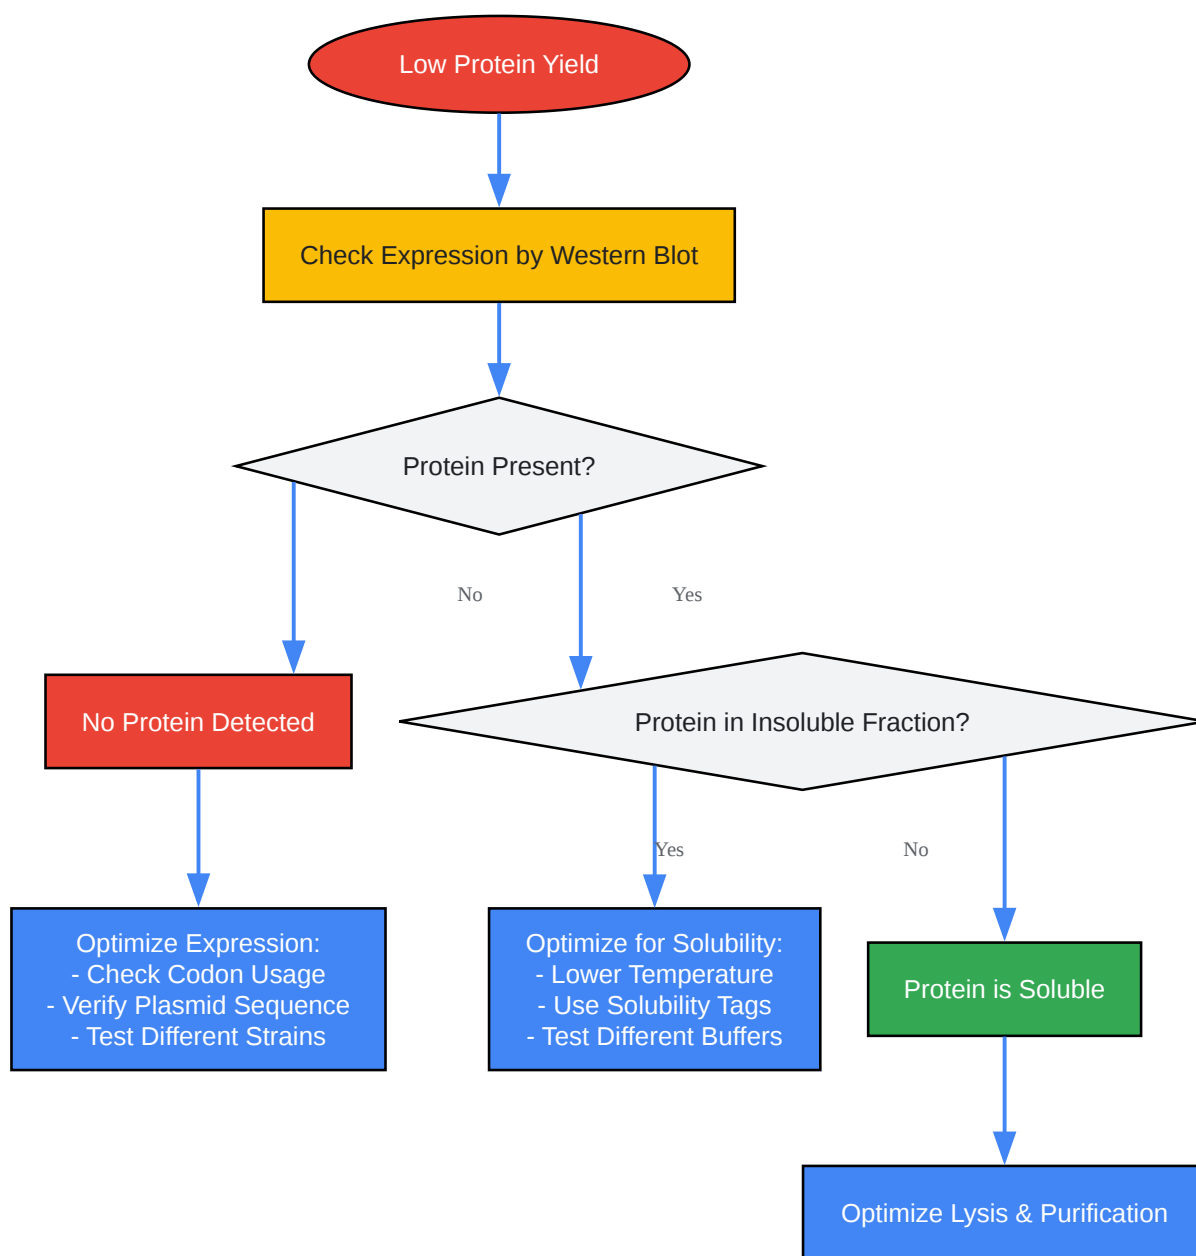 Low Protein Yield
Check Expression by Western Blot
Protein Present?
No
Yes
No Protein Detected
Protein in Insoluble Fraction?
Yes
No
Optimize Expression:
- Check Codon Usage
- Verify Plasmid Sequence
- Test Different Strains
Optimize for Solubility:
- Lower Temperature
- Use Solubility Tags
- Test Different Buffers
Protein is Soluble
Optimize Lysis & Purification